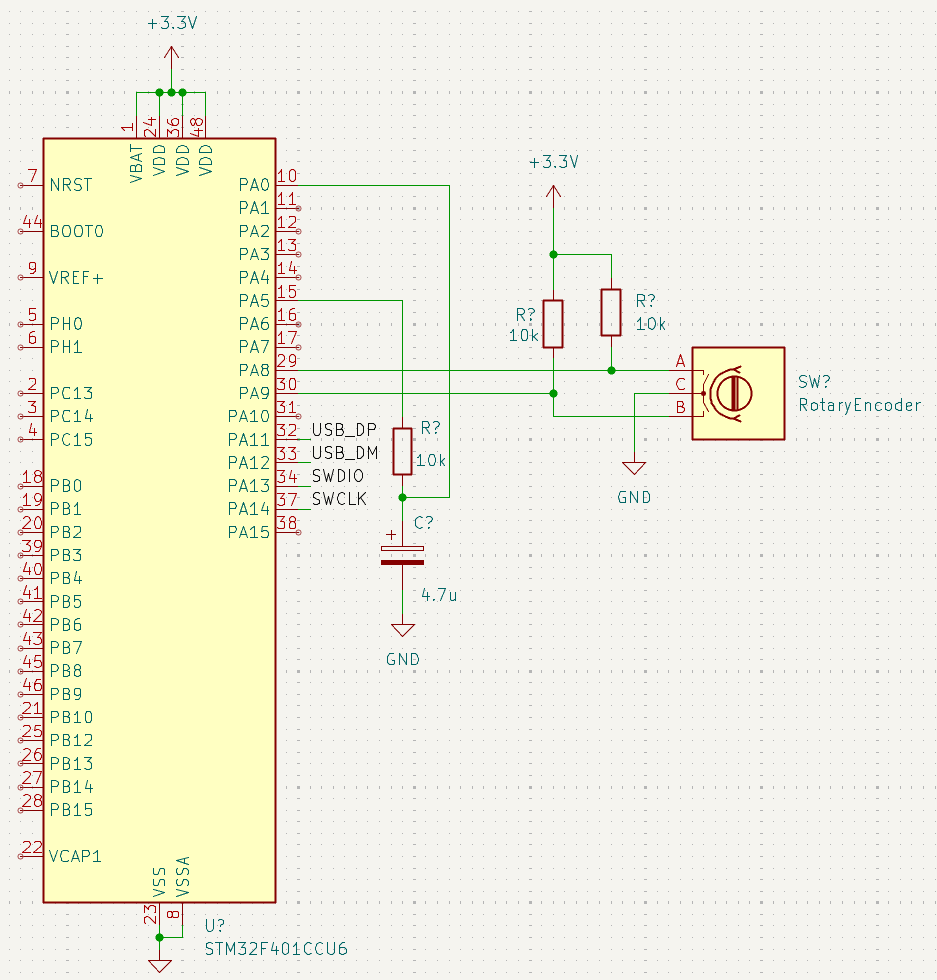 +3.3V
1
24
36
48
VBAT
VDD
VDD
VDD
7 NRST
44 BOOT0
9 VREF+
5 PH0
6 PH1
2 PC13
3 PC14
4 PC15
18 PB0
19 PB1
20 PB2
39 PB3
40 PB4
41 PB5
42 PB6
43 PB7
45 PB8
46 PB9
21 PB10
25 PB12
26 PB13
27 PB14
28 PB15
22 VCAP1
PA0 10
PA1 11
PA2 12
PA3 13
PA4 14
PA5 15
PA6 16
PA7 17
PA8 29
PA9 30
PA10 31
PA11 32 USB_DP
PA12 33 USB_DM
PA13 34 SWDIO
PA14 37 SWCLK
PA15 38
VSS
VSSA
23
8
U?
STM32F401CCU6
R?
10k
C?
+
4.7u
GND
+3.3V
R?
10k
R?
10k
A
C
B
SW?
RotaryEncoder
GND